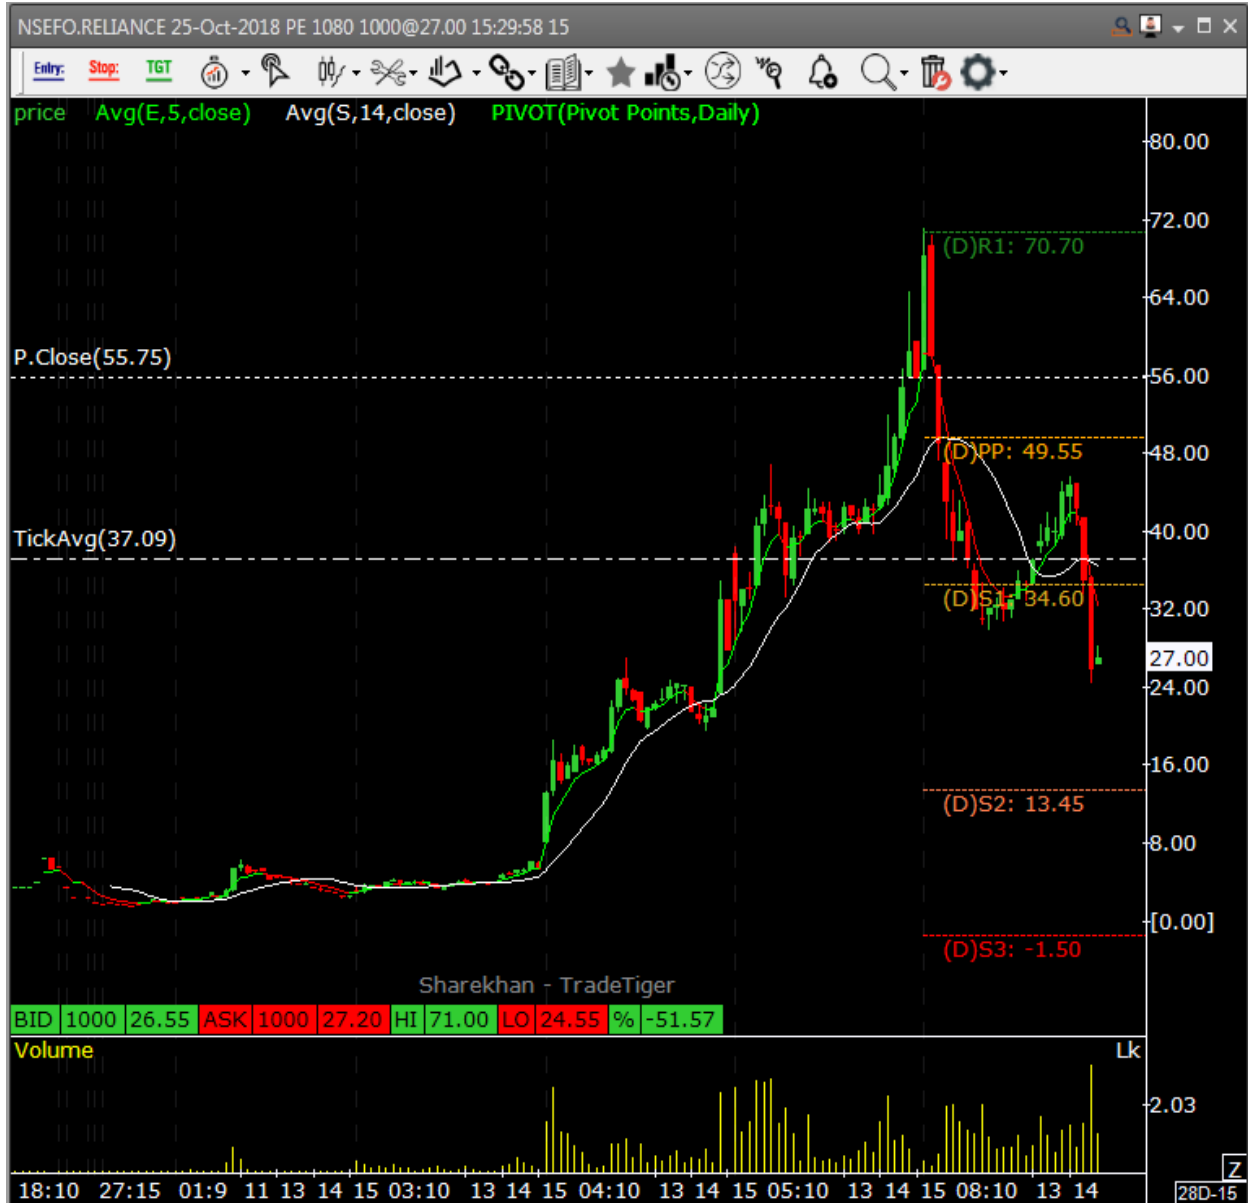 NSEFO.RELIANCE 25-Oct-2018 PE 1080 1000@27.00 15:29:58 15
Entry: Stop: TGT
price Avg(E,5,close) Avg(S,14,close) PIVOT(Pivot Points,Daily)
80.00
72.00
(D)R1: 70.70
64.00
P.Close(55.75)
56.00
(D)PP: 49.55
48.00
TickAvg(37.09)
40.00
(D)S1: 34.60
32.00
27.00
24.00
16.00
(D)S2: 13.45
8.00
[0.00]
(D)S3: -1.50
Sharekhan - TradeTiger
BID 1000 26.55 ASK 1000 27.20 HI 71.00 LO 24.55 % -51.57
Volume Lk
2.03
Z
18:10 27:15 01:9 11 13 14 15 03:10 13 14 15 04:10 13 14 15 05:10 13 14 15 08:10 13 14 28D-15